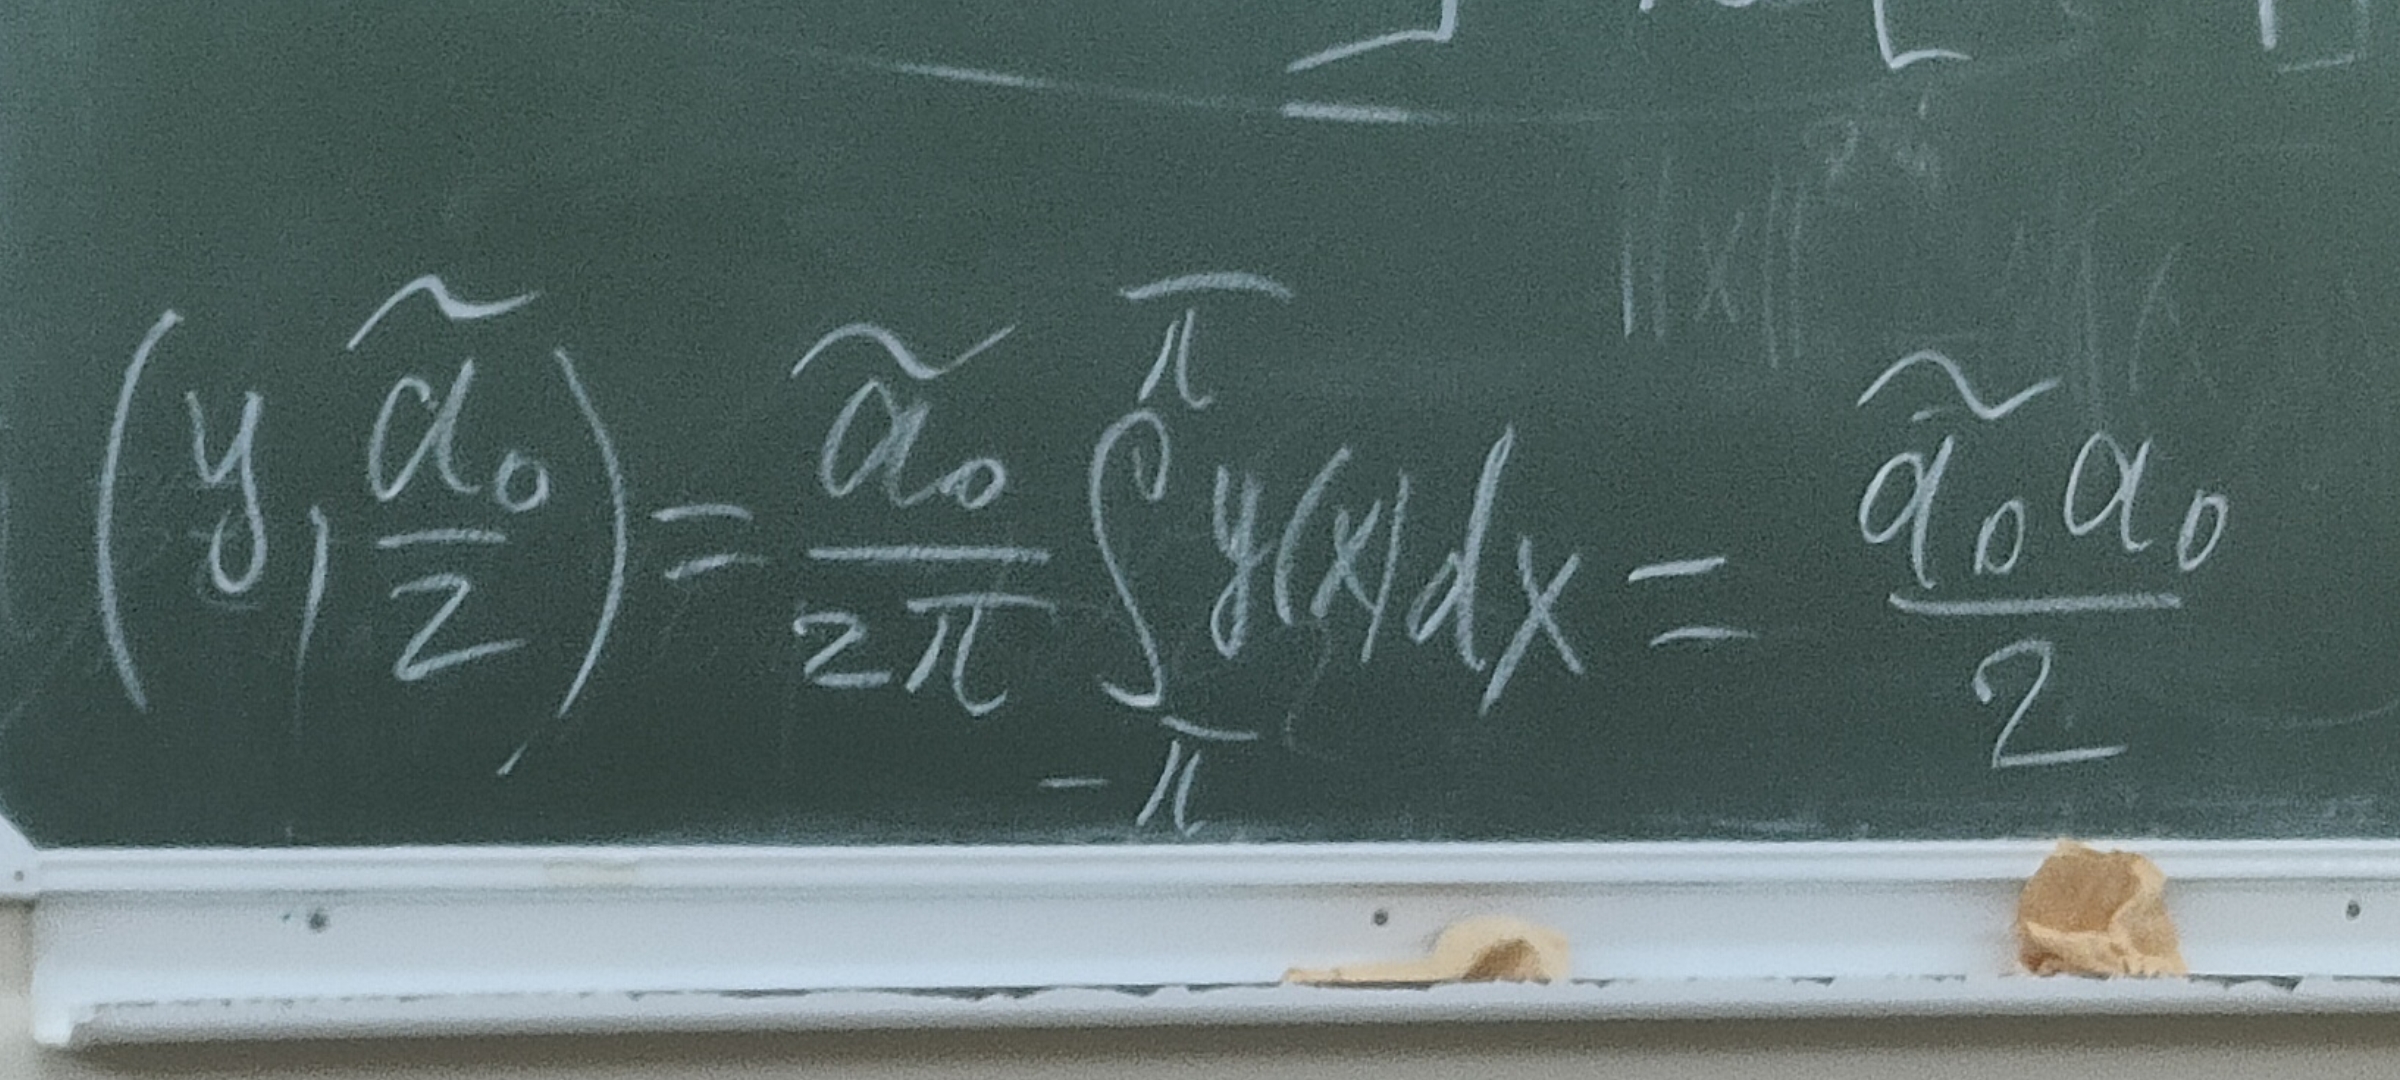 (y, ã₀/2) = ã₀/2π ∫_{-π}^{π} y(x)dx = ã₀a₀/2